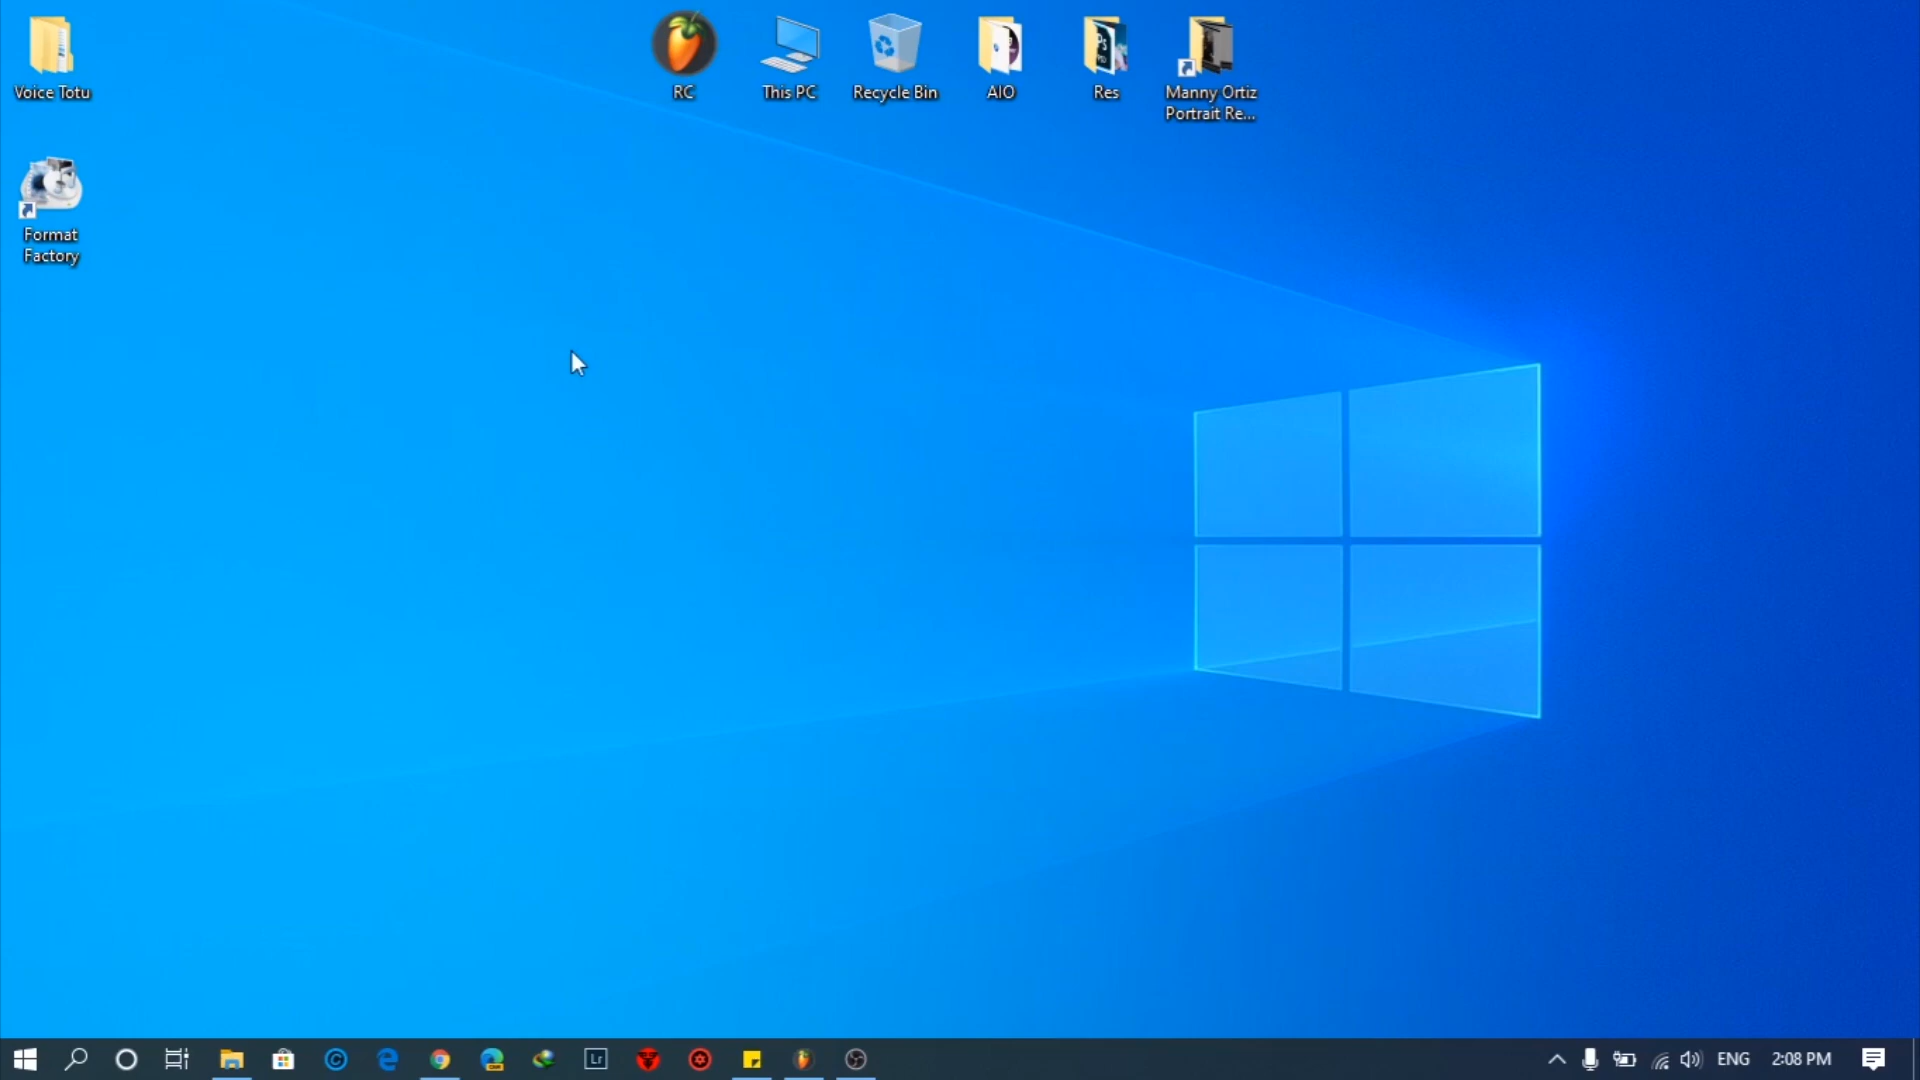 Voice Totu
RC
This PC
Recycle Bin
AIO
Res
Manny Ortiz
Portrait Re...
Format
Factory
Lr
ENG
2:08 PM